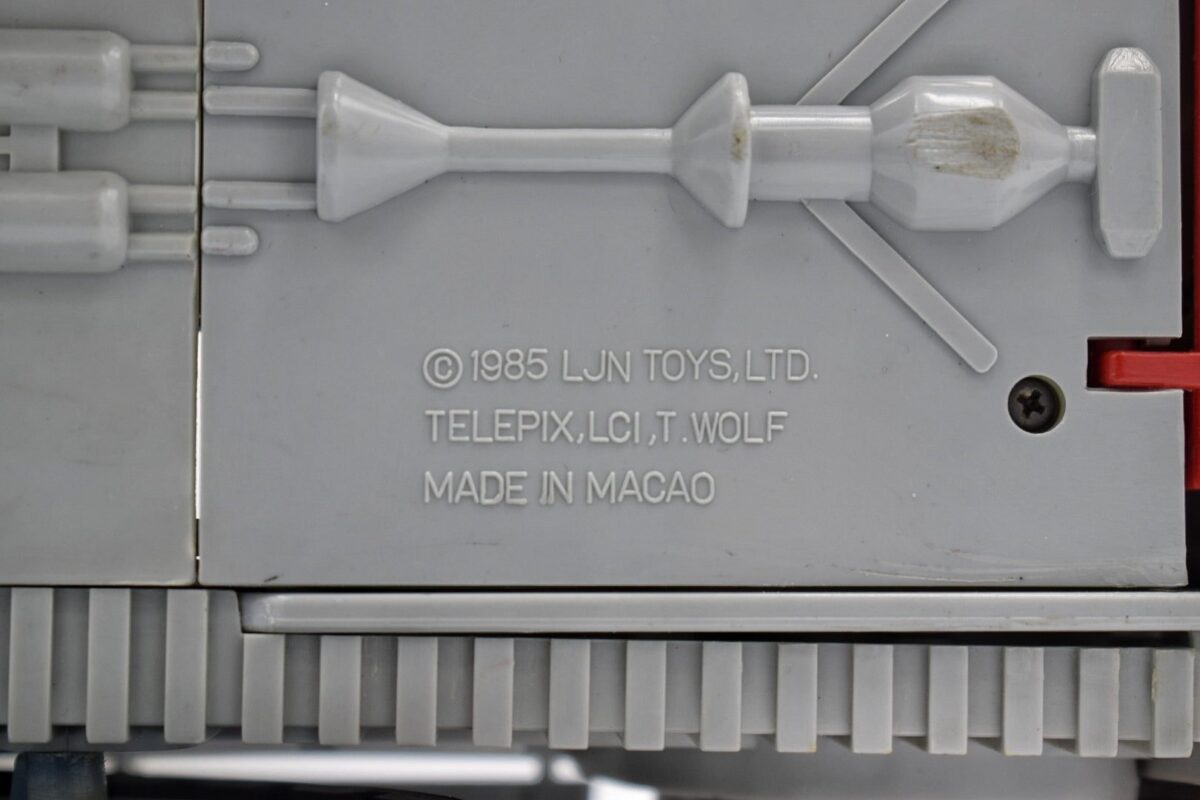 © 1985 LJN TOYS,LTD.
TELEPIX,LCI,T.WOLF
MADE IN MACAO